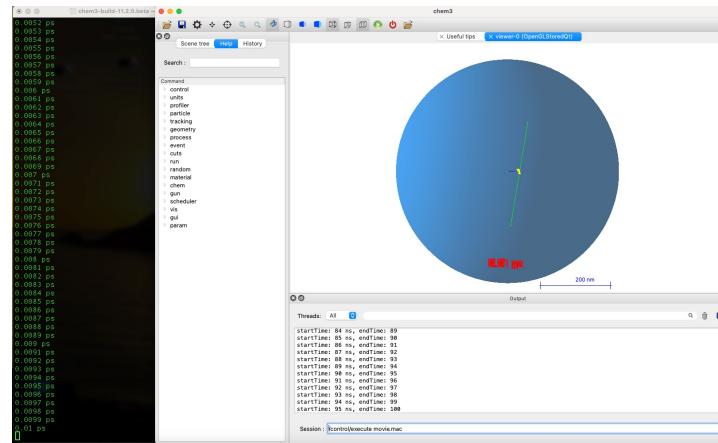 chem3-build-11.2.0.beta —
0.0052 ps
0.0053 ps
0.0054 ps
0.0055 ps
0.0056 ps
0.0057 ps
0.0058 ps
0.0059 ps
0.006 ps
0.0061 ps
0.0062 ps
0.0063 ps
0.0064 ps
0.0065 ps
0.0066 ps
0.0067 ps
0.0068 ps
0.0069 ps
0.007 ps
0.0071 ps
0.0072 ps
0.0073 ps
0.0074 ps
0.0075 ps
0.0076 ps
0.0077 ps
0.0078 ps
0.0079 ps
0.008 ps
0.0081 ps
0.0082 ps
0.0083 ps
0.0084 ps
0.0085 ps
0.0086 ps
0.0087 ps
0.0088 ps
0.0089 ps
0.009 ps
0.0091 ps
0.0092 ps
0.0093 ps
0.0094 ps
0.0095 ps
0.0096 ps
0.0097 ps
0.0098 ps
0.0099 ps
0.01 ps
chem3
Scene tree Help History
Search :
Command
control
units
profiler
particle
tracking
geometry
process
event
cuts
run
random
material
chem
gun
scheduler
vis
gui
param
Useful tips
viewer-0 (OpenGLStoredQt)
200 nm
Output
Threads: All
startTime: 84 ns, endTime: 89
startTime: 85 ns, endTime: 90
startTime: 86 ns, endTime: 91
startTime: 87 ns, endTime: 92
startTime: 88 ns, endTime: 93
startTime: 89 ns, endTime: 94
startTime: 90 ns, endTime: 95
startTime: 91 ns, endTime: 96
startTime: 92 ns, endTime: 97
startTime: 93 ns, endTime: 98
startTime: 94 ns, endTime: 99
startTime: 95 ns, endTime: 100
Session : /control/execute movie.mac